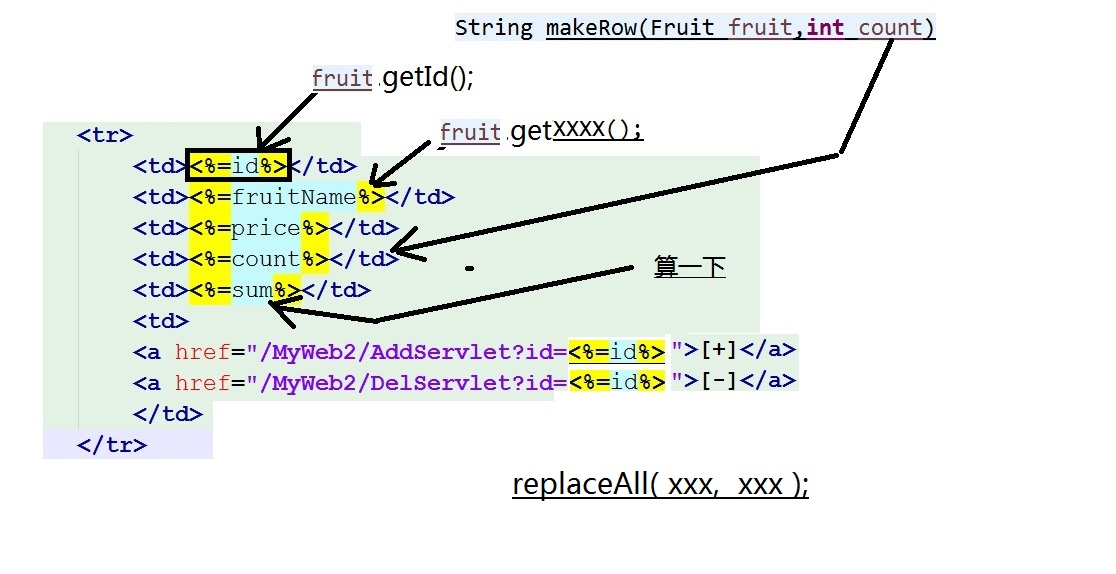 String makeRow(Fruit fruit,int count)
fruit.getId();
fruit.getXXXX();
<tr>
<td><%=id%></td>
<td><%=fruitName%></td>
<td><%=price%></td>
<td><%=count%></td>
<td><%=sum%></td>
算一下
<td>
<a href="/MyWeb2/AddServlet?id=<%=id%> ">[+]</a>
<a href="/MyWeb2/DelServlet?id=<%=id%> ">[-]</a>
</td>
</tr>
replaceAll( xxx, xxx );